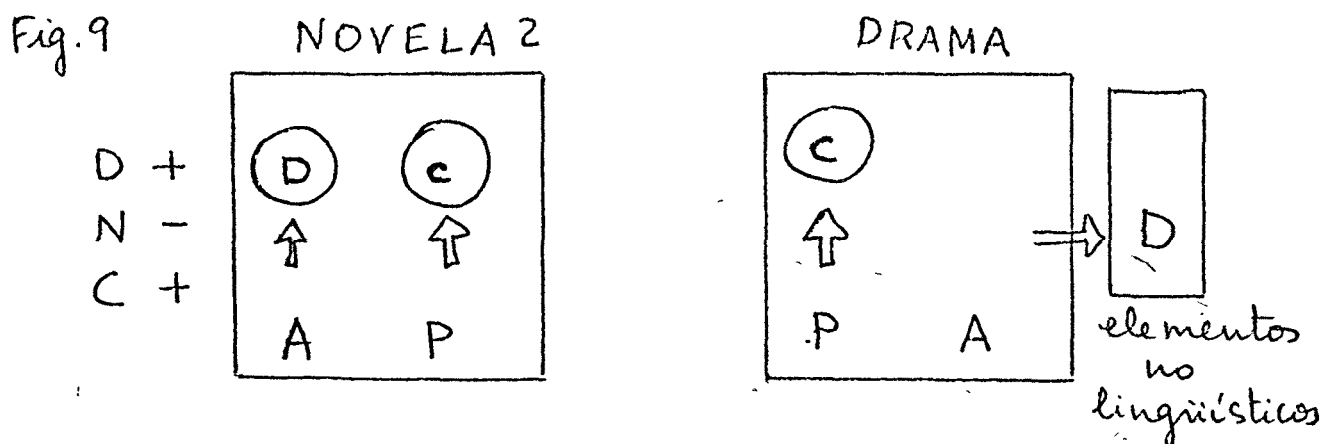 Fig. 9
NOVELA 2
DRAMA
D +
N -
C +
D C
A P
C
P A
D
elementos
no
lingüísticos